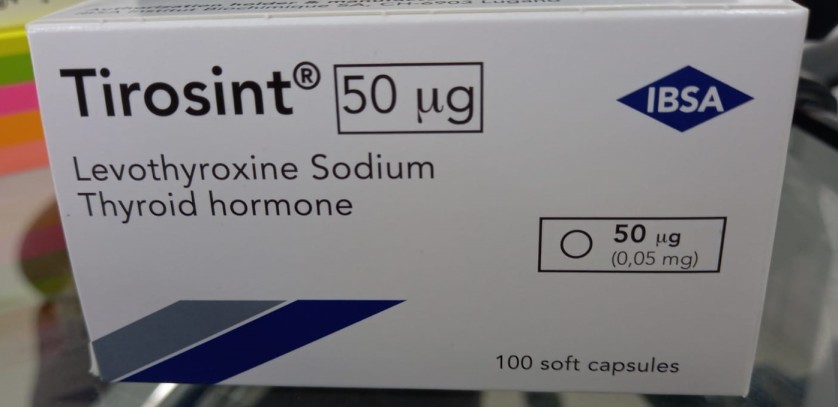 Tirosint® 50 µg
IBSA
Levothyroxine Sodium
Thyroid hormone
50 µg
(0,05 mg)
100 soft capsules